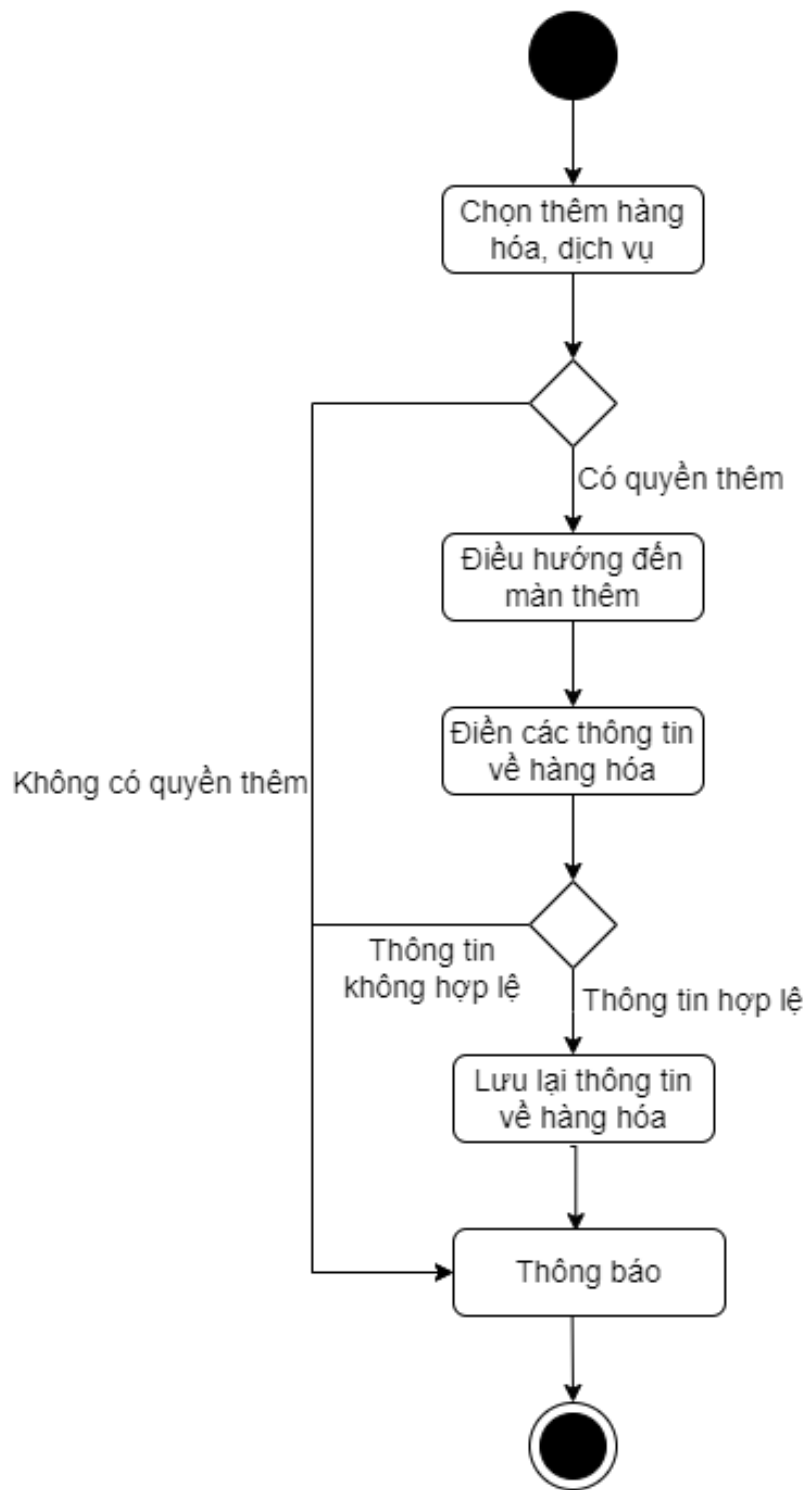 Chọn thêm hàng
hóa, dịch vụ
Có quyền thêm
Điều hướng đến
màn thêm
Điền các thông tin
về hàng hóa
Không có quyền thêm
Thông tin
không hợp lệ
Thông tin hợp lệ
Lưu lại thông tin
về hàng hóa
Thông báo